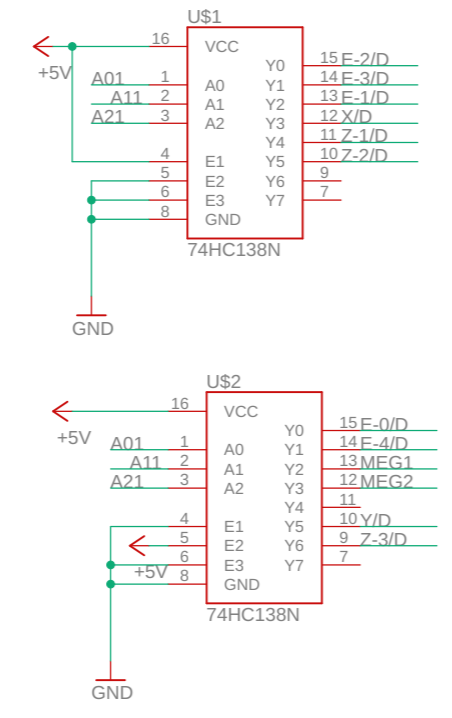 U$1
16 VCC
+5V
Y0 15 E-2/D
A01 1 A0 Y1 14 E-3/D
A11 2 A1 Y2 13 E-1/D
A21 3 A2 Y3 12 X/D
Y4 11 Z-1/D
4 E1 Y5 10 Z-2/D
5 E2 Y6 9
6 E3 Y7 7
8 GND
74HC138N
GND
U$2
16 VCC
+5V
Y0 15 E-0/D
A01 1 A0 Y1 14 E-4/D
A11 2 A1 Y2 13 MEG1
A21 3 A2 Y3 12 MEG2
Y4 11
4 E1 Y5 10 Y/D
5 E2 Y6 9 Z-3/D
+5V 6 E3 Y7 7
8 GND
74HC138N
GND